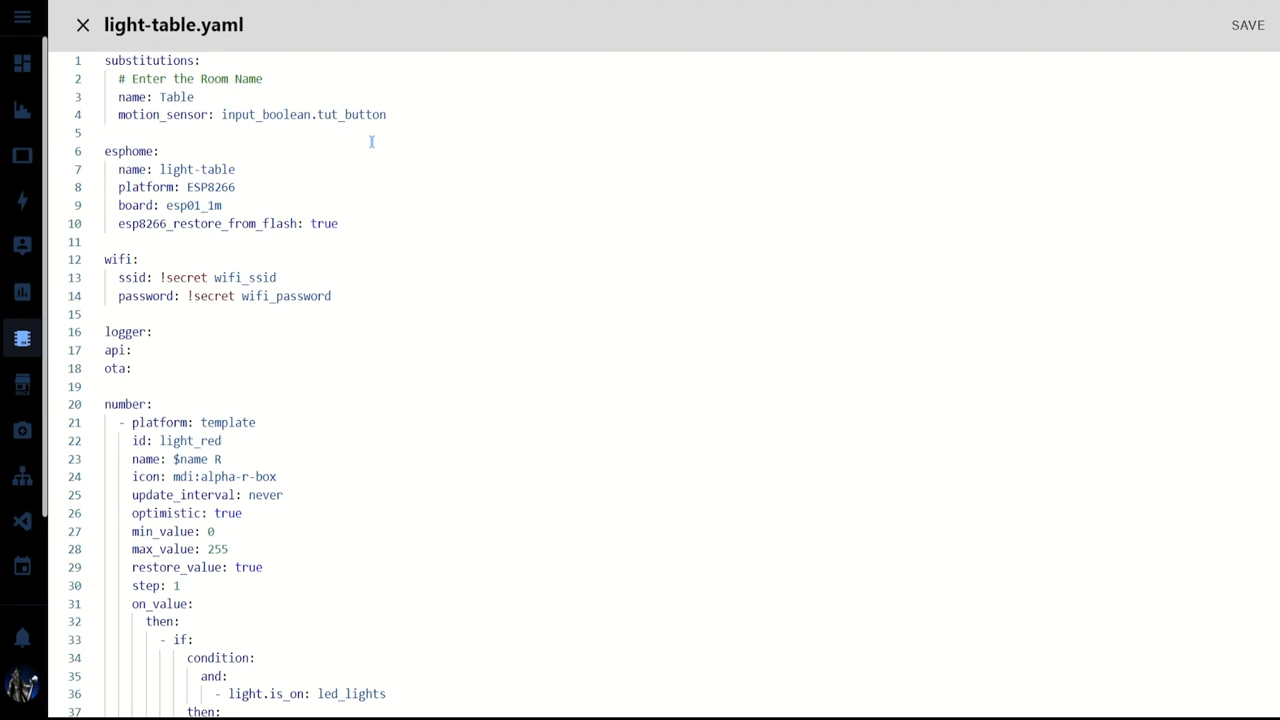 light-table.yaml
SAVE
1 substitutions:
2 # Enter the Room Name
3 name: Table
4 motion_sensor: input_boolean.tut_button
5
6 esphome:
7 name: light-table
8 platform: ESP8266
9 board: esp01_1m
10 esp8266_restore_from_flash: true
11
12 wifi:
13 ssid: !secret wifi_ssid
14 password: !secret wifi_password
15
16 logger:
17 api:
18 ota:
19
20 number:
21 - platform: template
22 id: light_red
23 name: $name R
24 icon: mdi:alpha-r-box
25 update_interval: never
26 optimistic: true
27 min_value: 0
28 max_value: 255
29 restore_value: true
30 step: 1
31 on_value:
32 then:
33 - if:
34 condition:
35 and:
36 - light.is_on: led_lights
37 then: